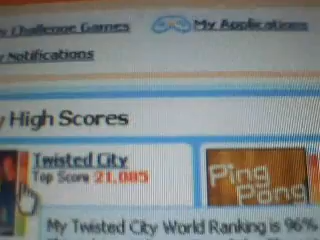 y Challenge Games My Applications
y Notifications
y High Scores
Twisted City
Top Score 21,085
Ping
Pong
My Twisted City World Ranking is 96%